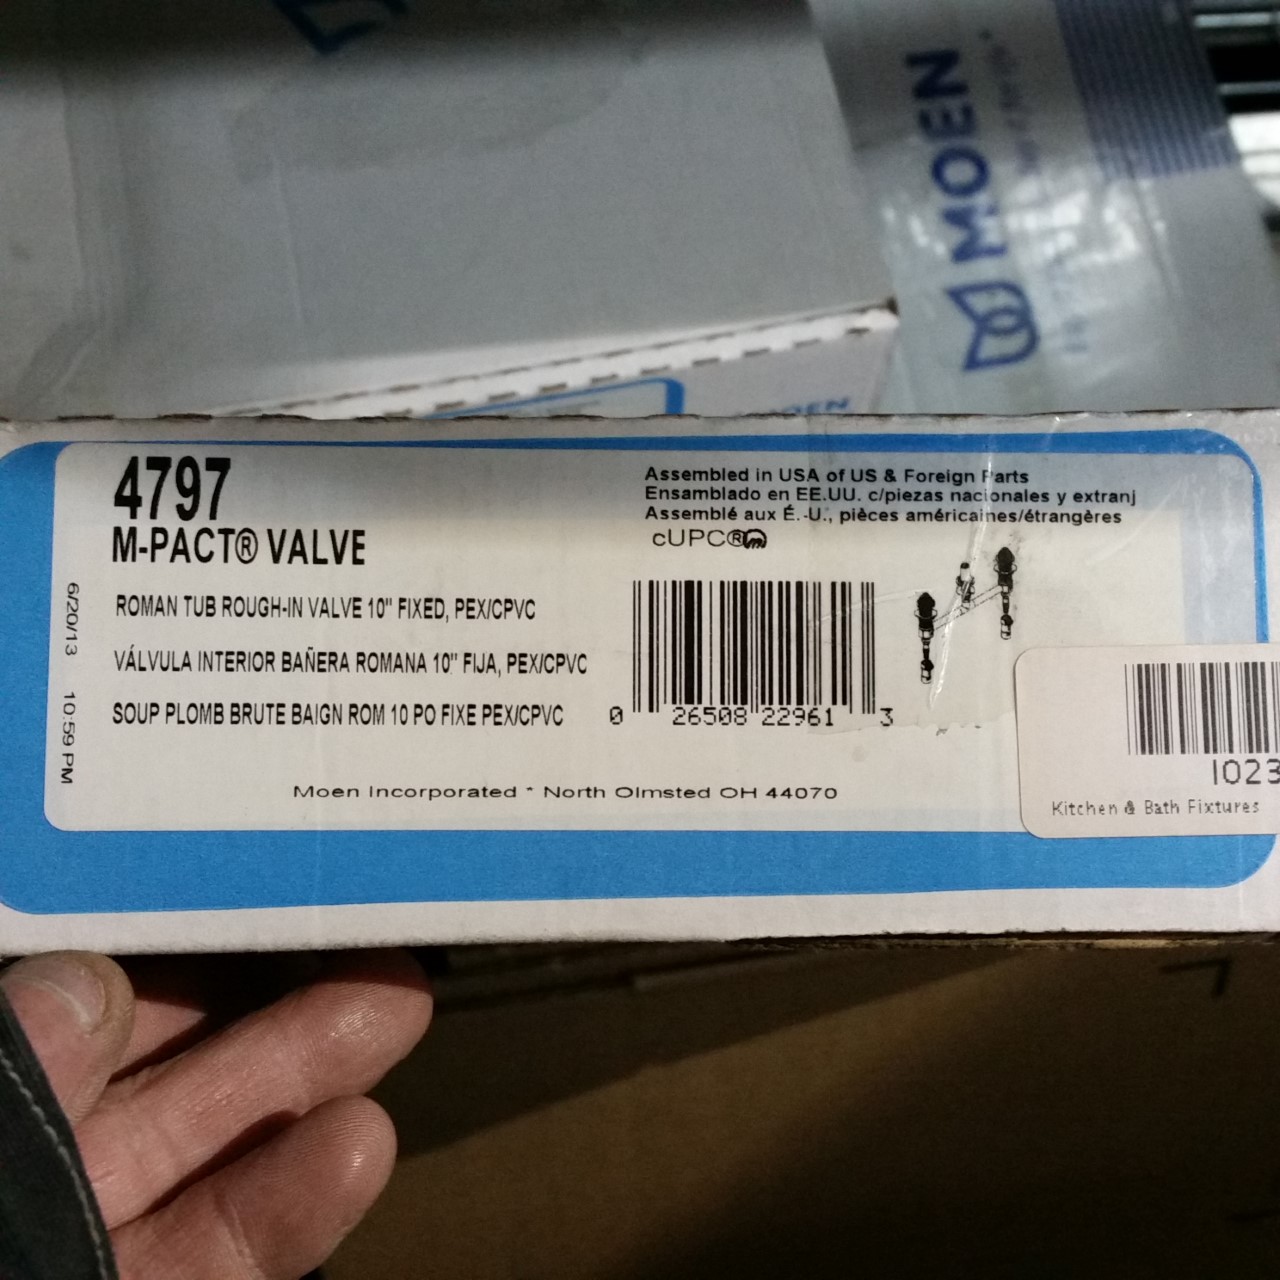 MOEN
MOEN
4797
M-PACT® VALVE
ROMAN TUB ROUGH-IN VALVE 10" FIXED, PEX/CPVC
VÁLVULA INTERIOR BAÑERA ROMANA 10" FIJA, PEX/CPVC
SOUP PLOMB BRUTE BAIGN ROM 10 PO FIXE PEX/CPVC
6/20/13 10:59 PM
Assembled in USA of US & Foreign Parts
Ensamblado en EE.UU. c/piezas nacionales y extranj
Assemblé aux É.-U., pièces américaines/étrangères
cUPC®
0 26508 22961 3
Moen Incorporated * North Olmsted OH 44070
1023
Kitchen & Bath Fixtures